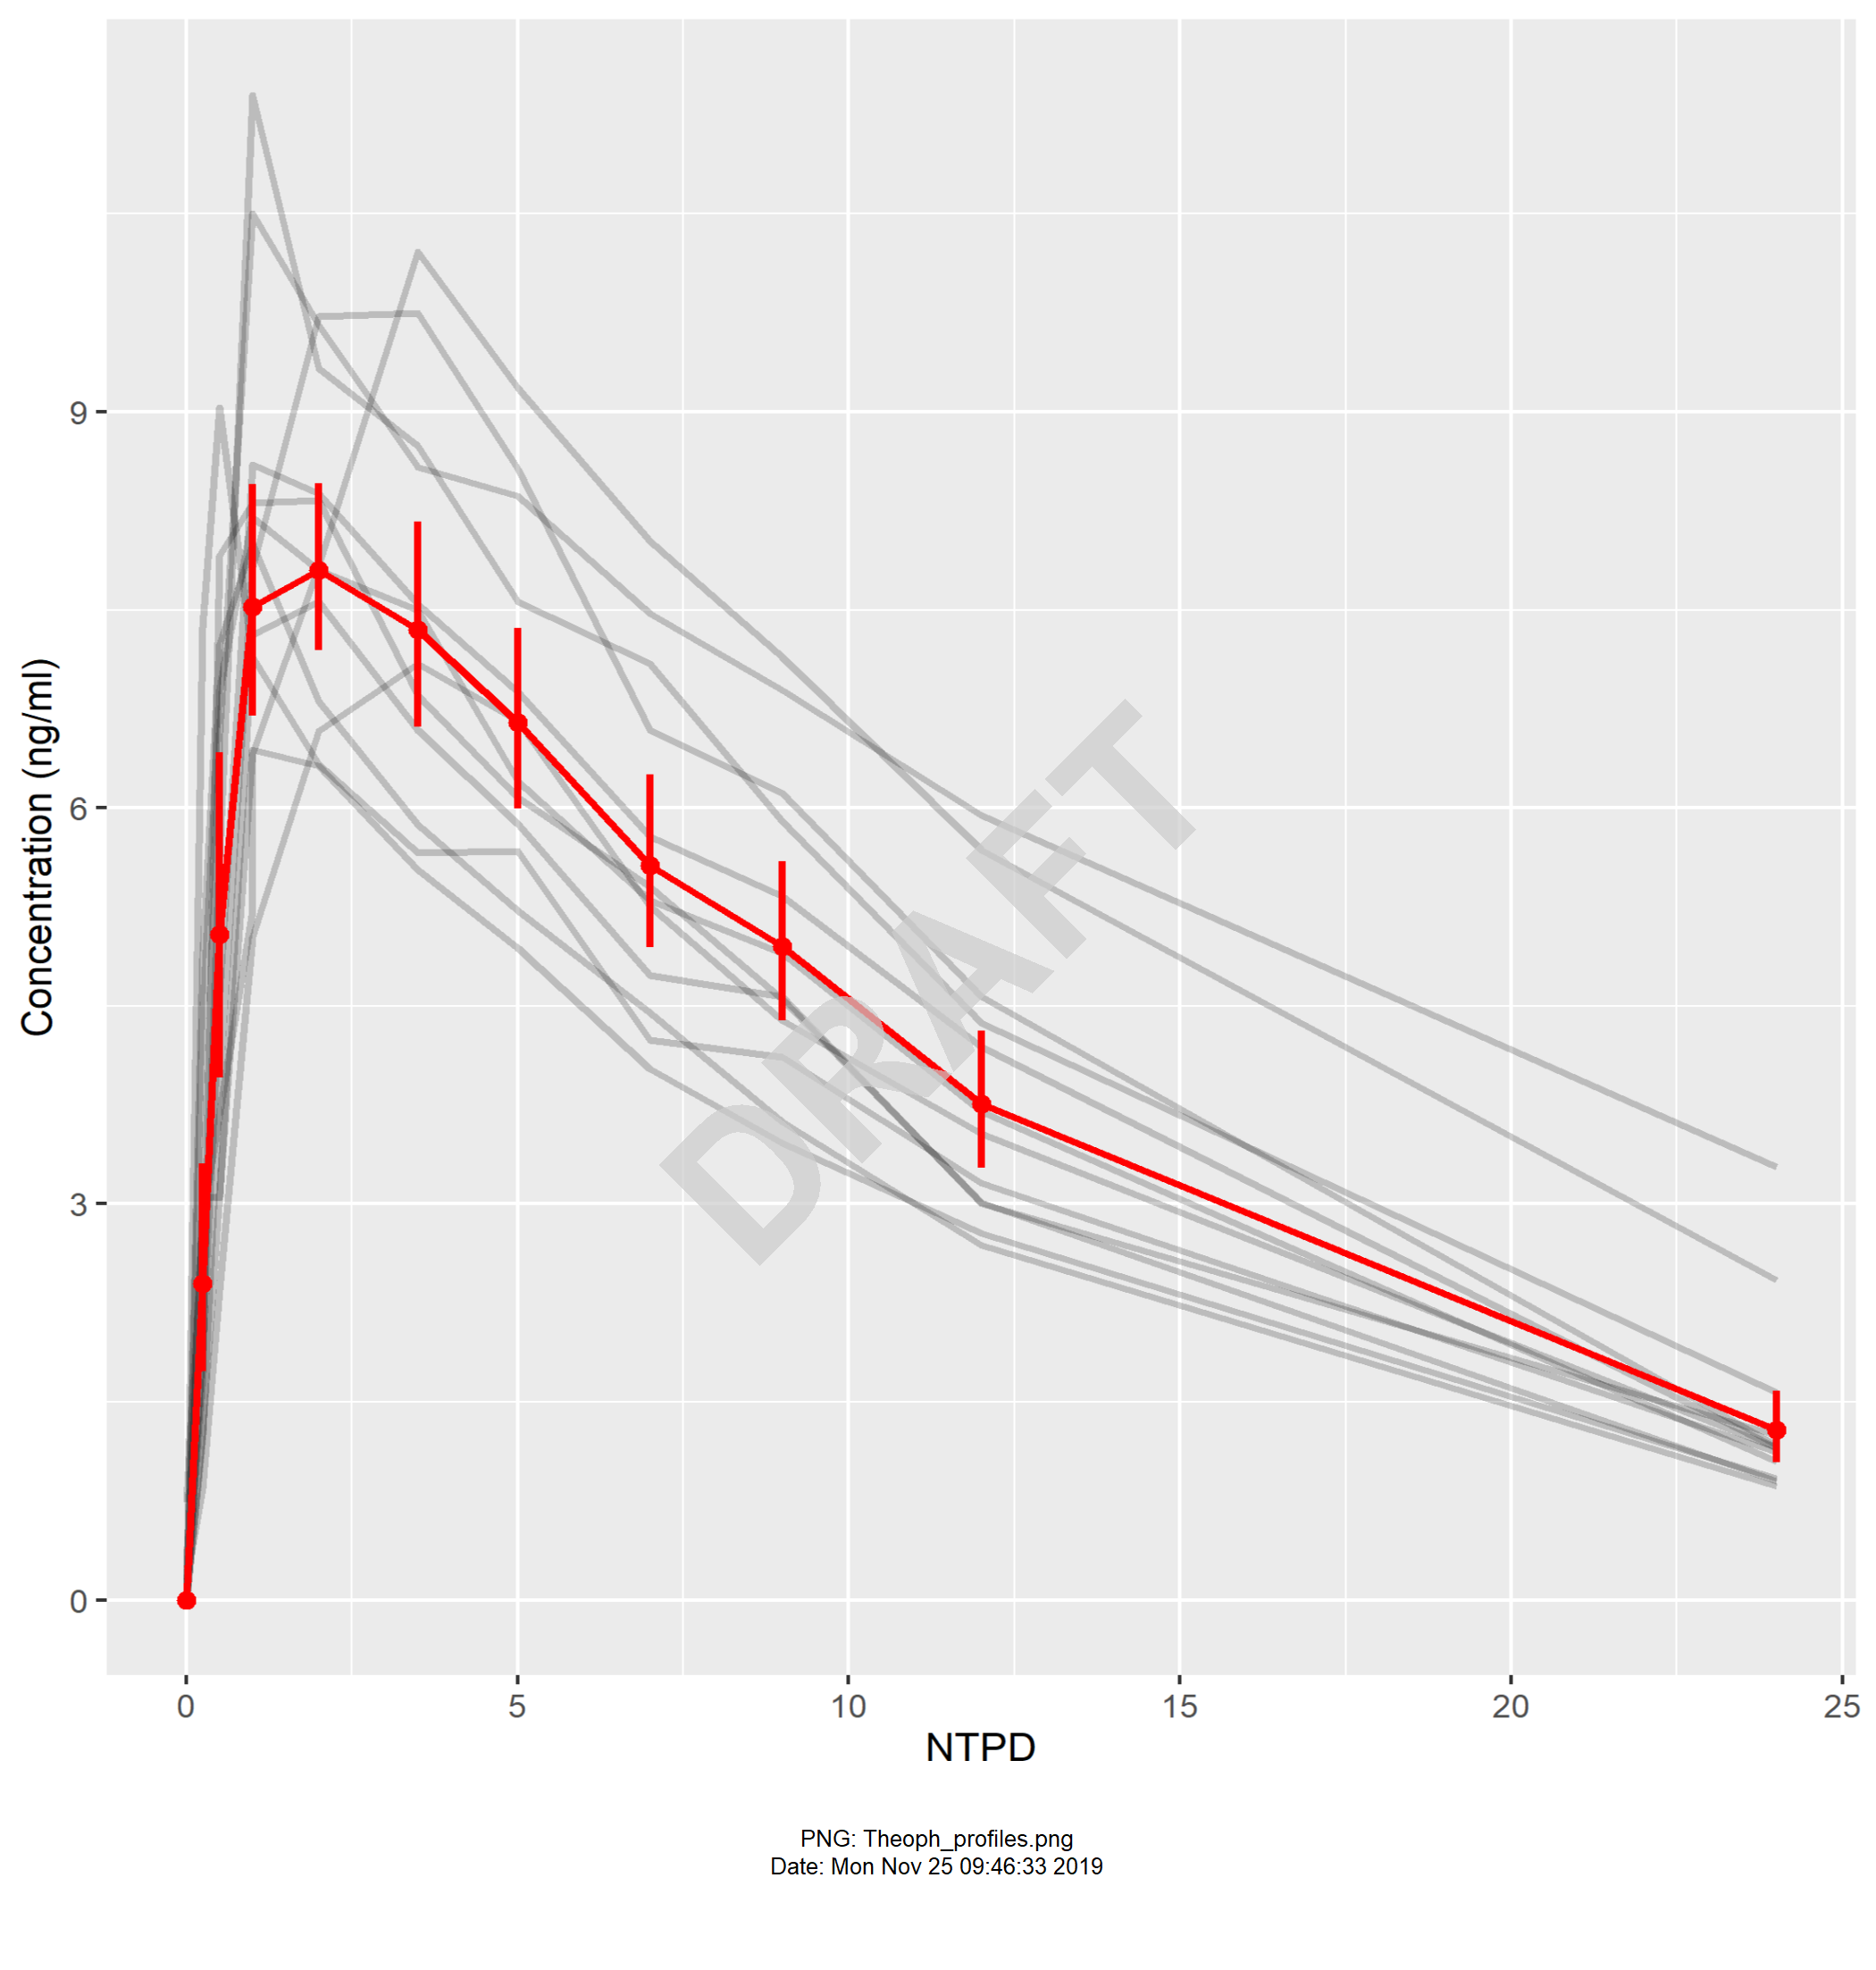 Concentration (ng/ml)
9
6
3
0
DRAFT
0 5 10 15 20 25
NTPD
PNG: Theoph_profiles.png
Date: Mon Nov 25 09:46:33 2019